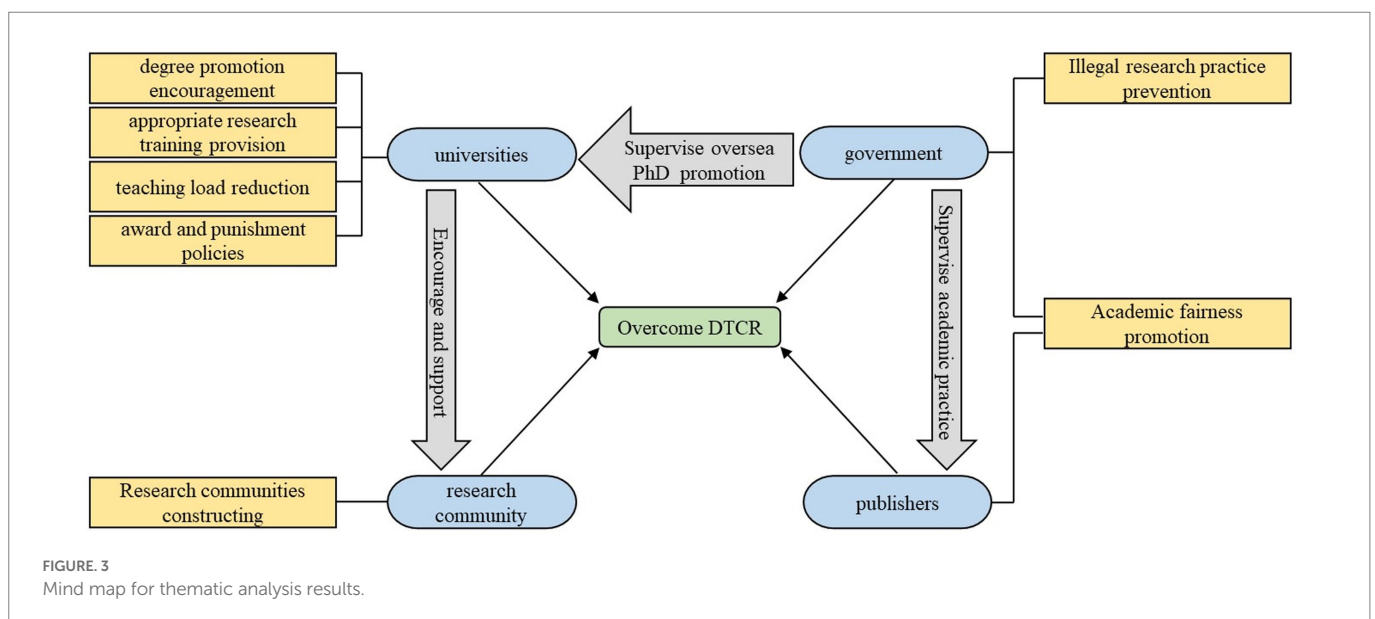 degree promotion
encouragement
appropriate research
training provision
teaching load reduction
award and punishment
policies
universities
Supervise oversea
PhD promotion
government
Illegal research practice
prevention
Encourage and support
Supervise academic practice
Overcome DTCR
Academic fairness
promotion
Research communities
constructing
research
community
publishers
FIGURE. 3
Mind map for thematic analysis results.